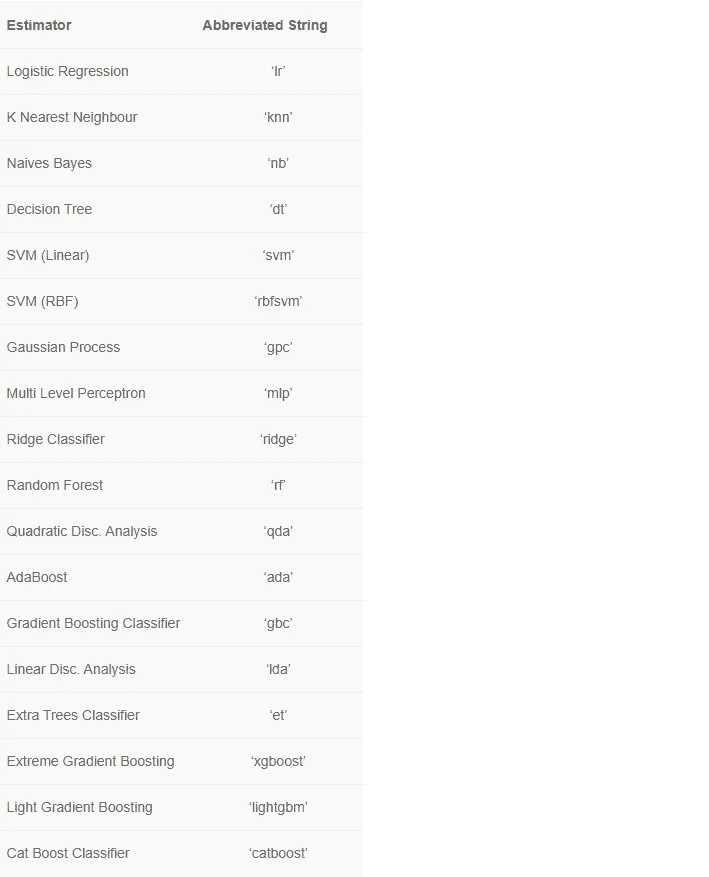 Estimator Abbreviated String
Logistic Regression ‘lr’
K Nearest Neighbour ‘knn’
Naives Bayes ‘nb’
Decision Tree ‘dt’
SVM (Linear) ‘svm’
SVM (RBF) ‘rbfsvm’
Gaussian Process ‘gpc’
Multi Level Perceptron ‘mlp’
Ridge Classifier ‘ridge’
Random Forest ‘rf’
Quadratic Disc. Analysis ‘qda’
AdaBoost ‘ada’
Gradient Boosting Classifier ‘gbc’
Linear Disc. Analysis ‘lda’
Extra Trees Classifier ‘et’
Extreme Gradient Boosting ‘xgboost’
Light Gradient Boosting ‘lightgbm’
Cat Boost Classifier ‘catboost’